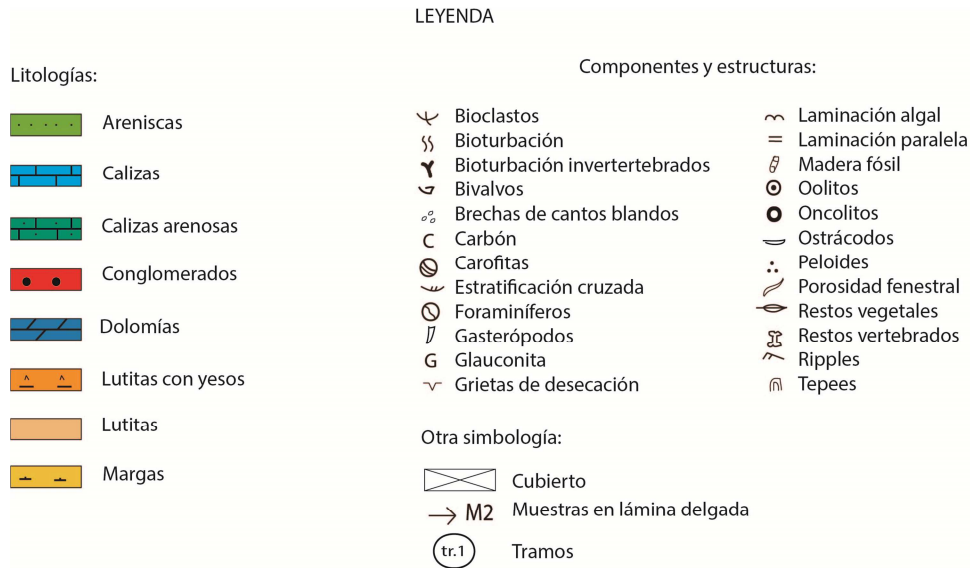 LEYENDA
Litologías:
Areniscas
Calizas
Calizas arenosas
Conglomerados
Dolomías
Lutitas con yesos
Lutitas
Margas
Componentes y estructuras:
Bioclastos
Bioturbación
Bioturbación invertertebrados
Bivalvos
Brechas de cantos blandos
C Carbón
Carofitas
Estratificación cruzada
Foraminíferos
Gasterópodos
G Glauconita
Grietas de desecación
Laminación algal
Laminación paralela
Madera fósil
Oolitos
Oncolitos
Ostrácodos
Peloides
Porosidad fenestral
Restos vegetales
Restos vertebrados
Ripples
Tepees
Otra simbología:
Cubierto
M2 Muestras en lámina delgada
tr.1 Tramos